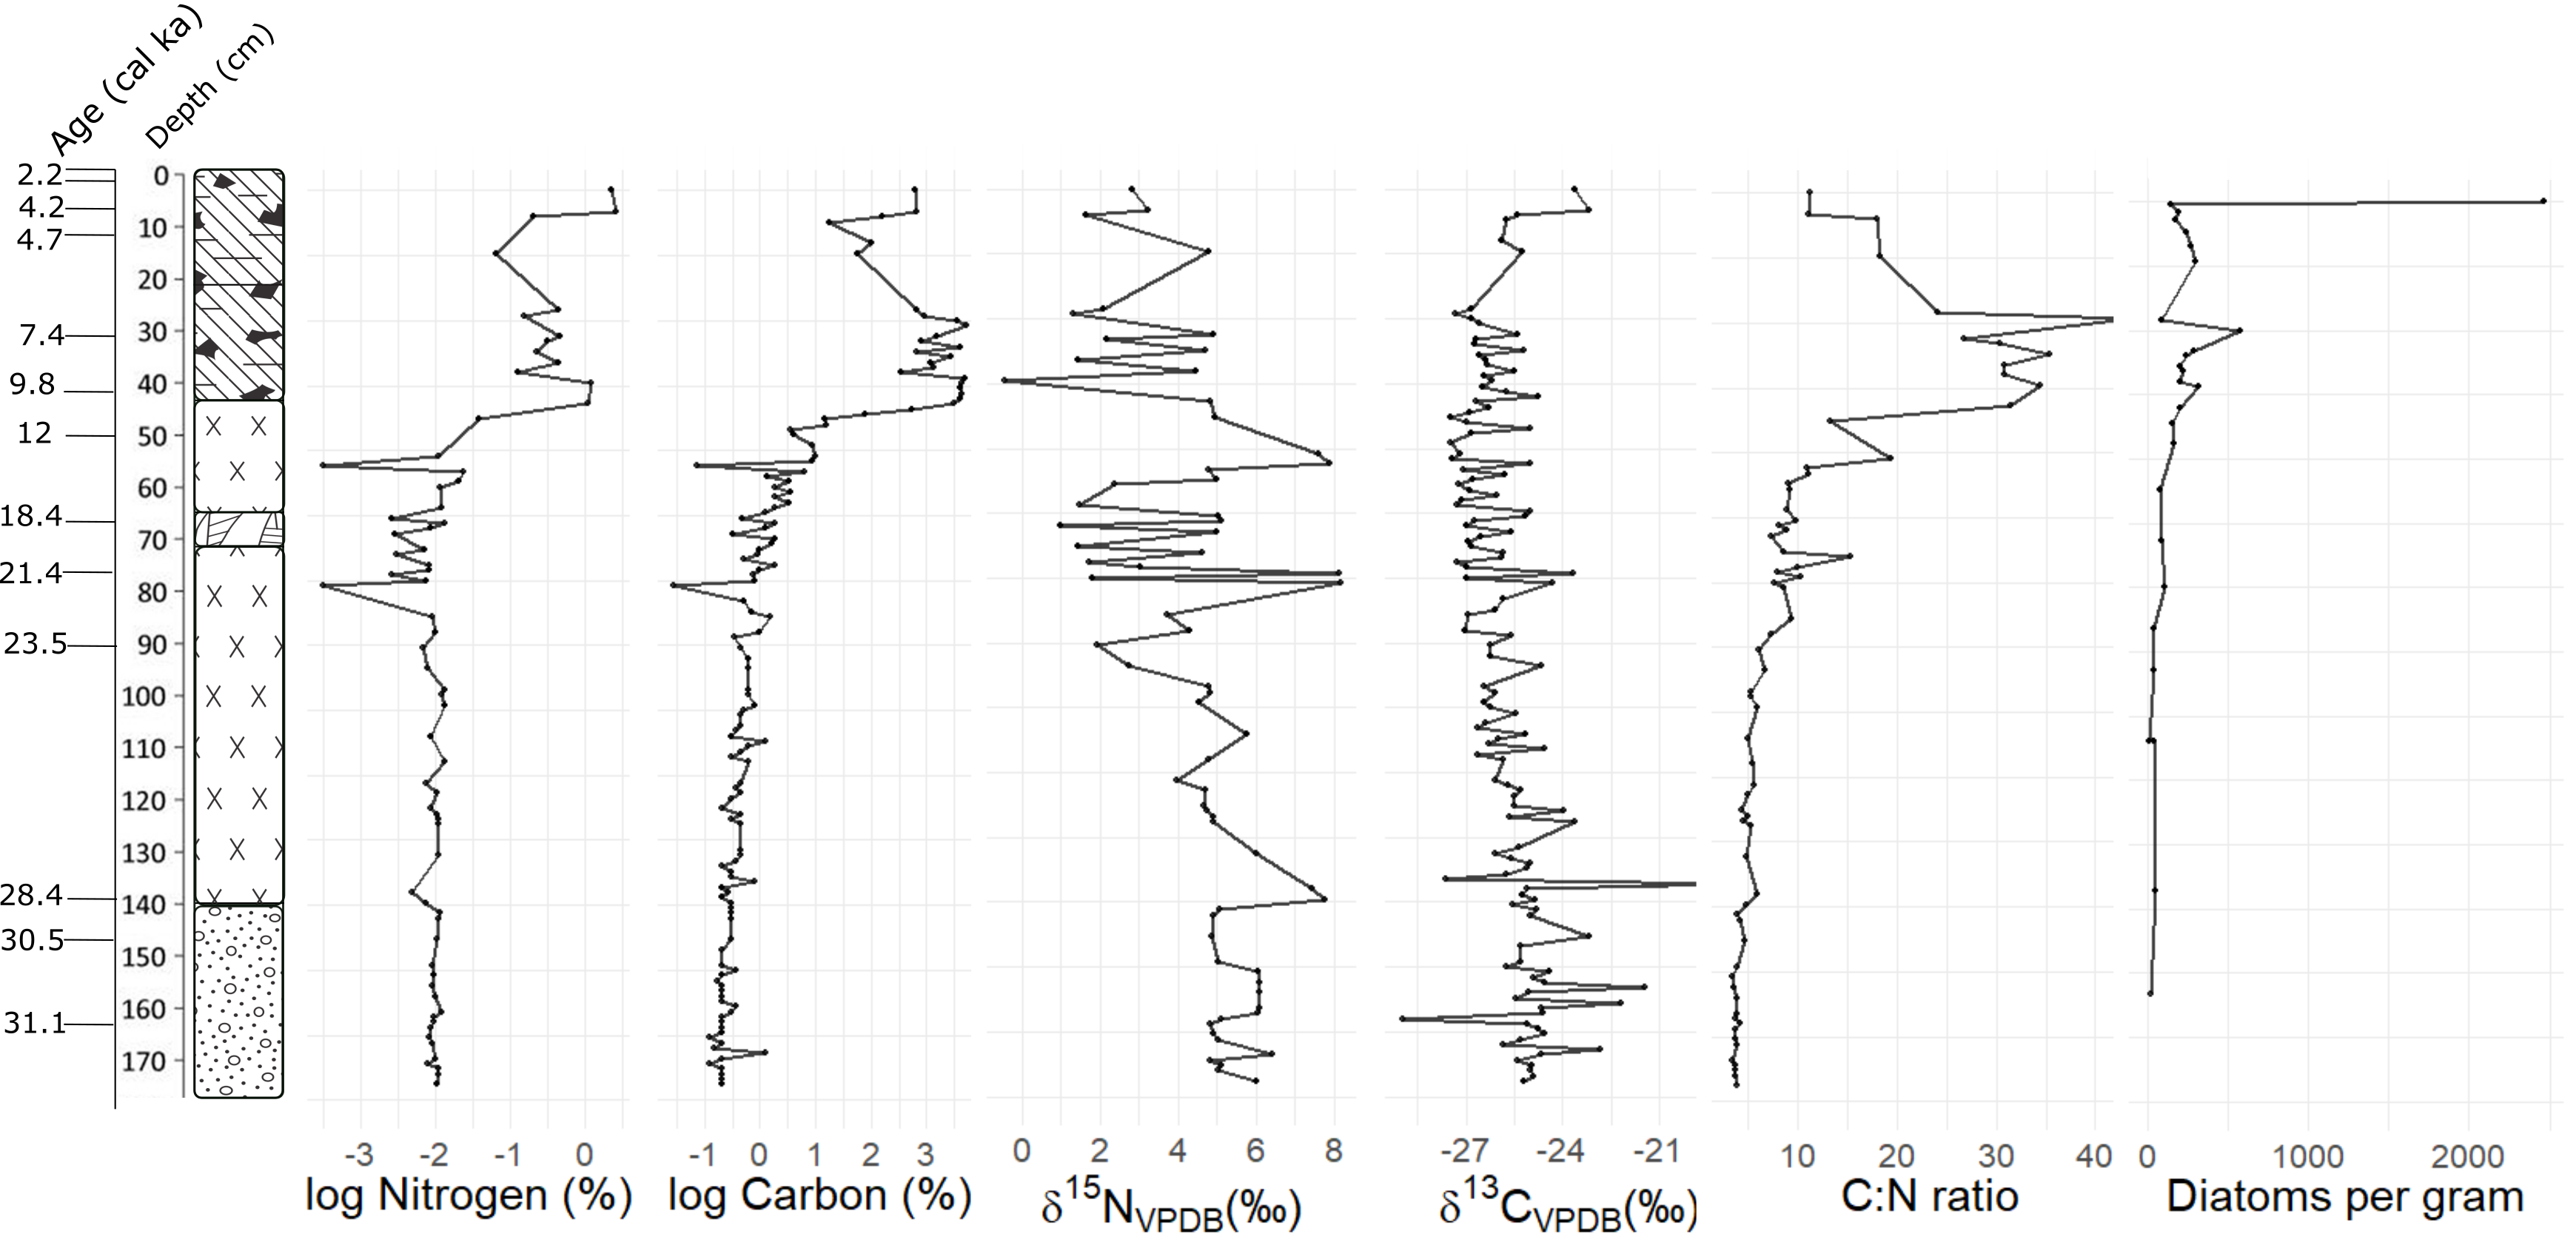 Age (cal ka)
Depth (cm)
2.2
4.2
4.7
7.4
9.8
12
18.4
21.4
23.5
28.4
30.5
31.1
0
10
20
30
40
50
60
70
80
90
100
110
120
130
140
150
160
170
-3 -2 -1 0
log Nitrogen (%)
-1 0 1 2 3
log Carbon (%)
0 2 4 6 8
δ¹⁵N_VPDB(‰)
-27 -24 -21
δ¹³C_VPDB(‰)
10 20 30 40
C:N ratio
0 1000 2000
Diatoms per gram